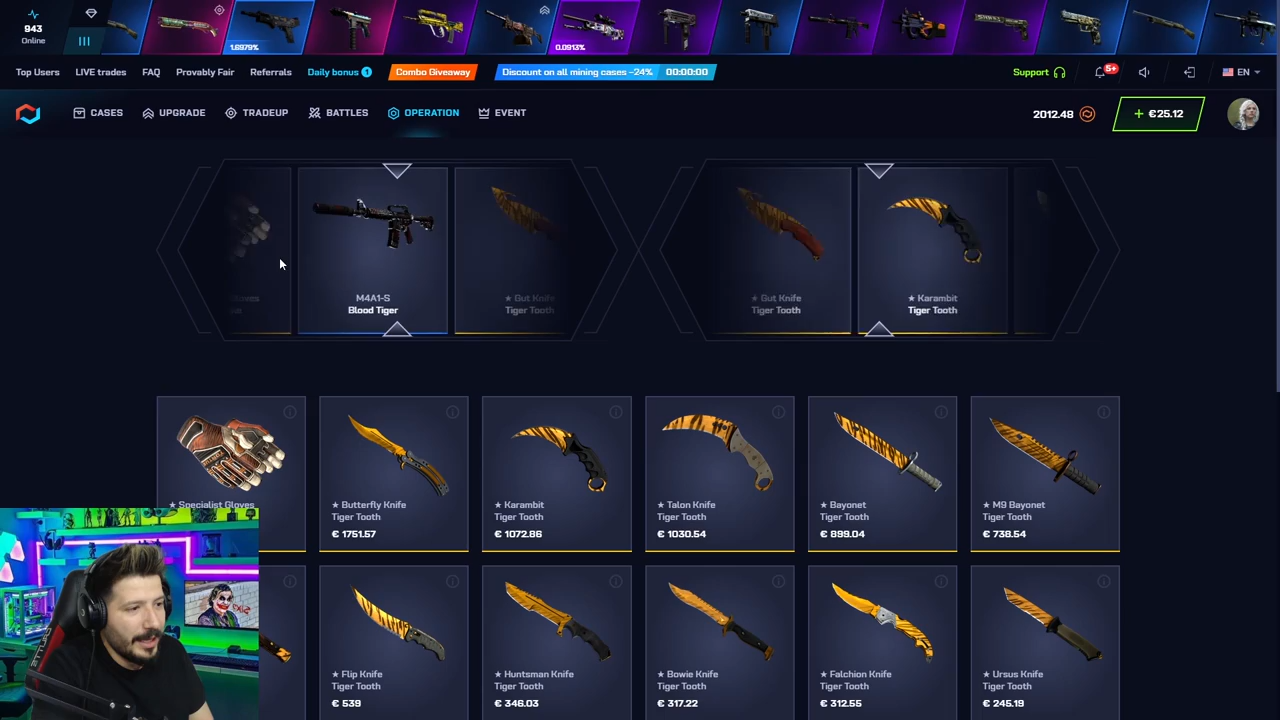 943
Online
1.6979%
0.0913%
Top Users
LIVE trades
FAQ
Provably Fair
Referrals
Daily bonus 1
Combo Giveaway
Discount on all mining cases -24% 00:00:00
Support
5+
EN
CASES
UPGRADE
TRADEUP
BATTLES
OPERATION
EVENT
2012.48
+ €25.12
M4A1-S
Blood Tiger
★ Gut Knife
Tiger Tooth
★ Gut Knife
Tiger Tooth
★ Karambit
Tiger Tooth
★ Specialist Gloves
★ Butterfly Knife
Tiger Tooth
€ 1751.57
★ Karambit
Tiger Tooth
€ 1072.86
★ Talon Knife
Tiger Tooth
€ 1030.54
★ Bayonet
Tiger Tooth
€ 899.04
★ M9 Bayonet
Tiger Tooth
€ 738.54
★ Flip Knife
Tiger Tooth
€ 539
★ Huntsman Knife
Tiger Tooth
€ 346.03
★ Bowie Knife
Tiger Tooth
€ 317.22
★ Falchion Knife
Tiger Tooth
€ 312.55
★ Ursus Knife
Tiger Tooth
€ 245.19